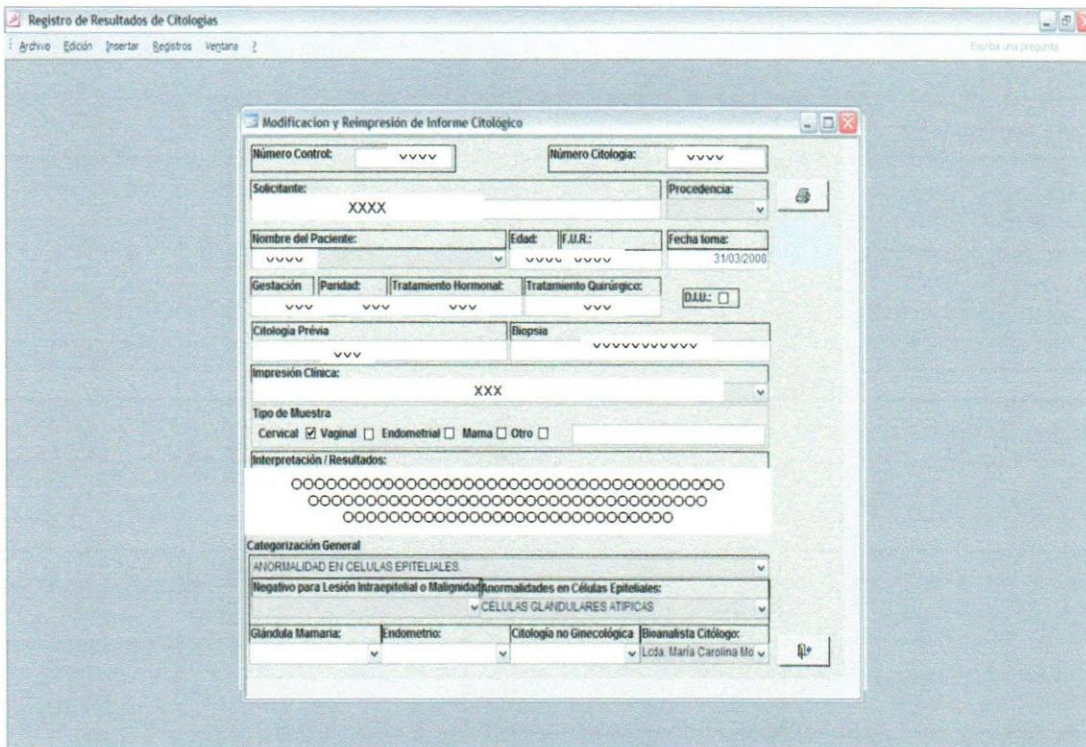 Registro de Resultados de Citologías
Archivo Edición Insertar Registros Ventana ? Escriba una pregunta
Modificacion y Reimpresión de Informe Citológico
Número Control: vvvv Número Citologia: vvvv
Solicitante: Procedencia:
XXXX
Nombre del Paciente: Edad: F.U.R.: Fecha toma:
vvvv vvvv vvvv 31/03/2008
Gestación Paridad: Tratamiento Hormonal: Tratamiento Quirúrgico: D.I.U.:
vvv vvv vvv vvv
Citología Prévia Biopsia
vvv vvvvvvvvvvv
Impresión Clínica:
XXX
Tipo de Muestra
Cervical Vaginal Endometrial Mama Otro
Interpretación / Resultados:
OOOOOOOOOOOOOOOOOOOOOOOOOOOOOOOOOOOOOO
OOOOOOOOOOOOOOOOOOOOOOOOOOOOOOOOOOO
OOOOOOOOOOOOOOOOOOOOOOOOOOOOO
Categorización General
ANORMALIDAD EN CELULAS EPITELIALES.
Negativo para Lesión Intraepitelial o Malignidad Anormalidades en Células Epiteliales:
CELULAS GLANDULARES ATIPICAS
Glándula Mamaria: Endometrio: Citología no Ginecológica Bioanalista Citólogo:
Lcda. María Carolina Mo